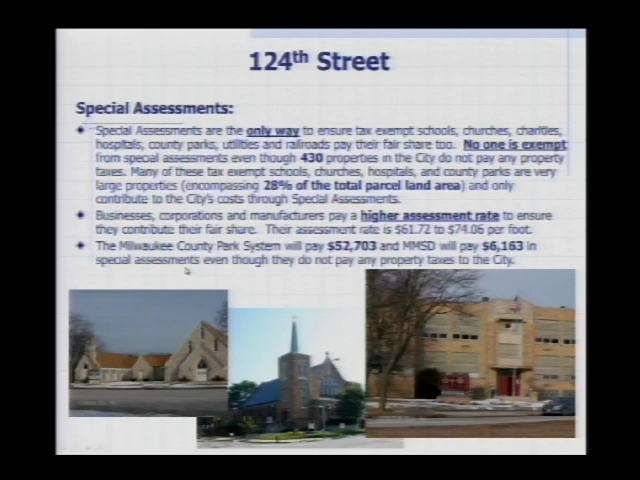 124th Street
Special Assessments:
Special Assessments are the only way to ensure tax exempt schools, churches, charities,
hospitals, county parks, utilities and railroads pay their fair share too. No one is exempt
from special assessments even though 430 properties in the City do not pay any property
taxes. Many of these tax exempt schools, churches, hospitals, and county parks are very
large properties (encompassing 28% of the total parcel land area) and only
contribute to the City's costs through Special Assessments.
Businesses, corporations and manufacturers pay a higher assessment rate to ensure
they contribute their fair share. Their assessment rate is $61.72 to $74.06 per foot.
The Milwaukee County Park System will pay $52,703 and MMSD will pay $6,163 in
special assessments even though they do not pay any property taxes to the City.